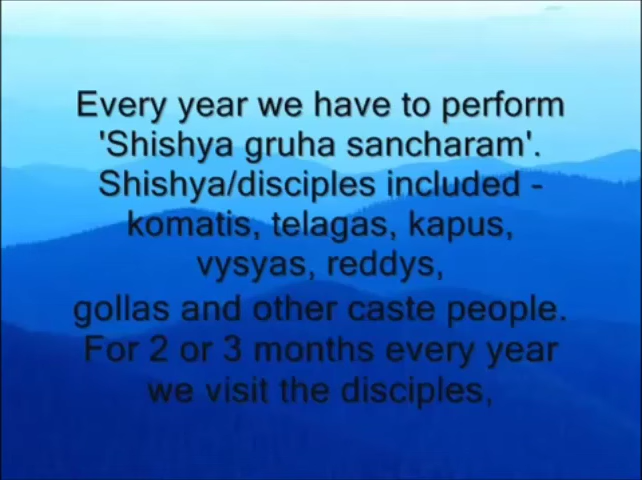 Every year we have to perform
'Shishya gruha sancharam'.
Shishya/disciples included -
komatis, telagas, kapus,
vysyas, reddys,
gollas and other caste people.
For 2 or 3 months every year
we visit the disciples,